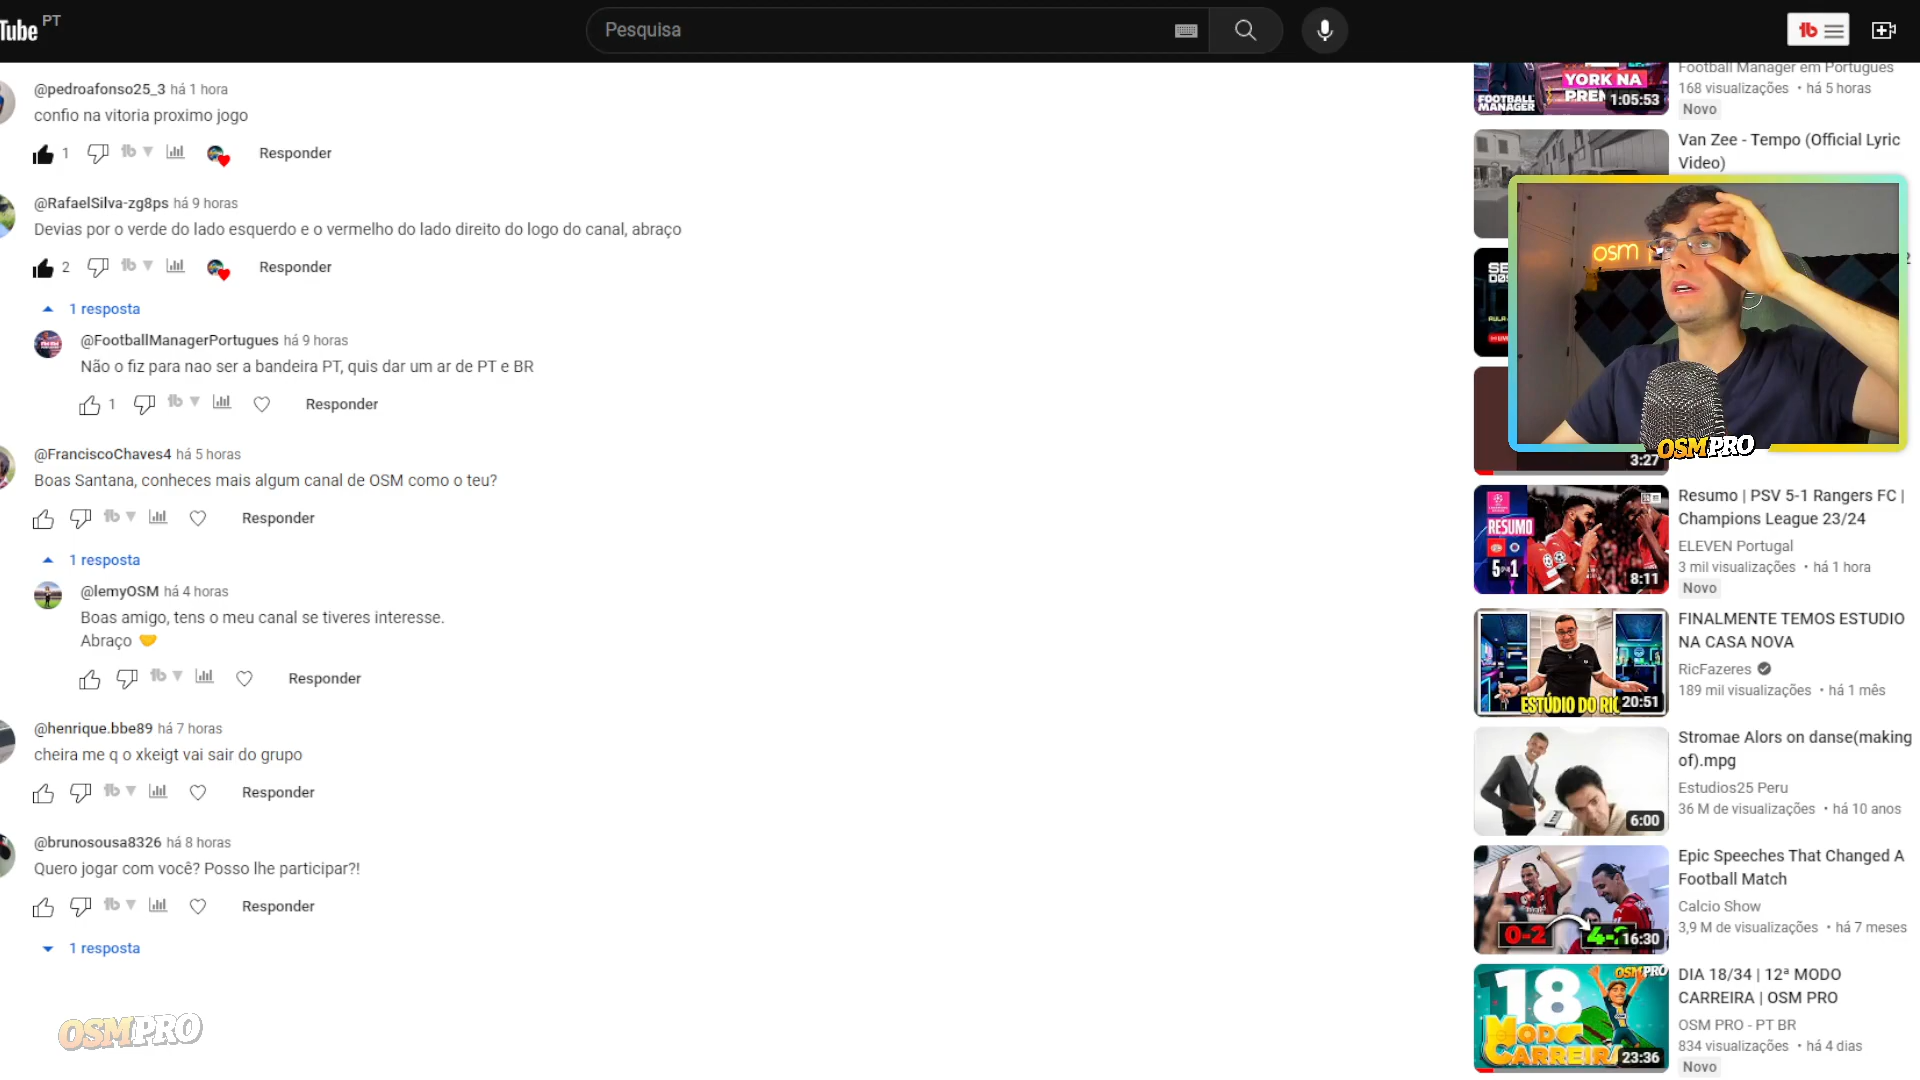 Tube PT
Pesquisa
@pedroafonso25_3 há 1 hora
confio na vitoria proximo jogo
1 Responder
@RafaelSilva-zg8ps há 9 horas
Devias por o verde do lado esquerdo e o vermelho do lado direito do logo do canal, abraço
2 Responder
1 resposta
@FootballManagerPortugues há 9 horas
Não o fiz para nao ser a bandeira PT, quis dar um ar de PT e BR
1 Responder
@FranciscoChaves4 há 5 horas
Boas Santana, conheces mais algum canal de OSM como o teu?
Responder
1 resposta
@lemyOSM há 4 horas
Boas amigo, tens o meu canal se tiveres interesse.
Abraço 🤝
Responder
@henrique.bbe89 há 7 horas
cheira me q o xkeigt vai sair do grupo
Responder
@brunosousa8326 há 8 horas
Quero jogar com você? Posso lhe participar?!
Responder
1 resposta
OSMPRO
YORK NA
FOOTBALL
MANAGER
1:05:53
Football Manager em Português
168 visualizações • há 5 horas
Novo
Van Zee - Tempo (Official Lyric
Video)
osm
OSMPRO
3:27
RESUMO
5 1
8:11
Resumo | PSV 5-1 Rangers FC |
Champions League 23/24
ELEVEN Portugal
3 mil visualizações • há 1 hora
Novo
ESTÚDIO DO RIC
20:51
FINALMENTE TEMOS ESTUDIO
NA CASA NOVA
RicFazeres
189 mil visualizações • há 1 mês
6:00
Stromae Alors on danse(making
of).mpg
Estudios25 Peru
36 M de visualizações • há 10 anos
0-2
16:30
Epic Speeches That Changed A
Football Match
Calcio Show
3,9 M de visualizações • há 7 meses
OSMPRO
18
MODO
CARREIRA
23:36
DIA 18/34 | 12ª MODO
CARREIRA | OSM PRO
OSM PRO - PT BR
834 visualizações • há 4 dias
Novo